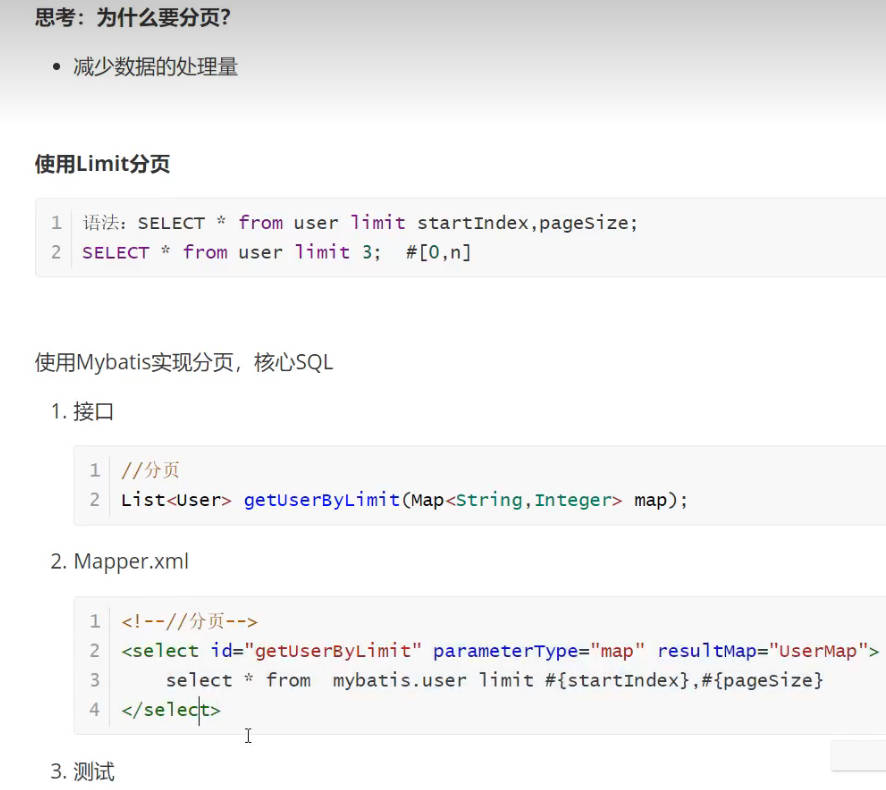 思考：为什么要分页？
• 减少数据的处理量
使用Limit分页
1 语法：SELECT * from user limit startIndex,pageSize;
2 SELECT * from user limit 3;  #[0,n]
使用Mybatis实现分页，核心SQL
1. 接口
1 //分页
2 List<User> getUserByLimit(Map<String,Integer> map);
2. Mapper.xml
1 <!--//分页-->
2 <select id="getUserByLimit" parameterType="map" resultMap="UserMap">
3     select * from  mybatis.user limit #{startIndex},#{pageSize}
4 </select>
3. 测试